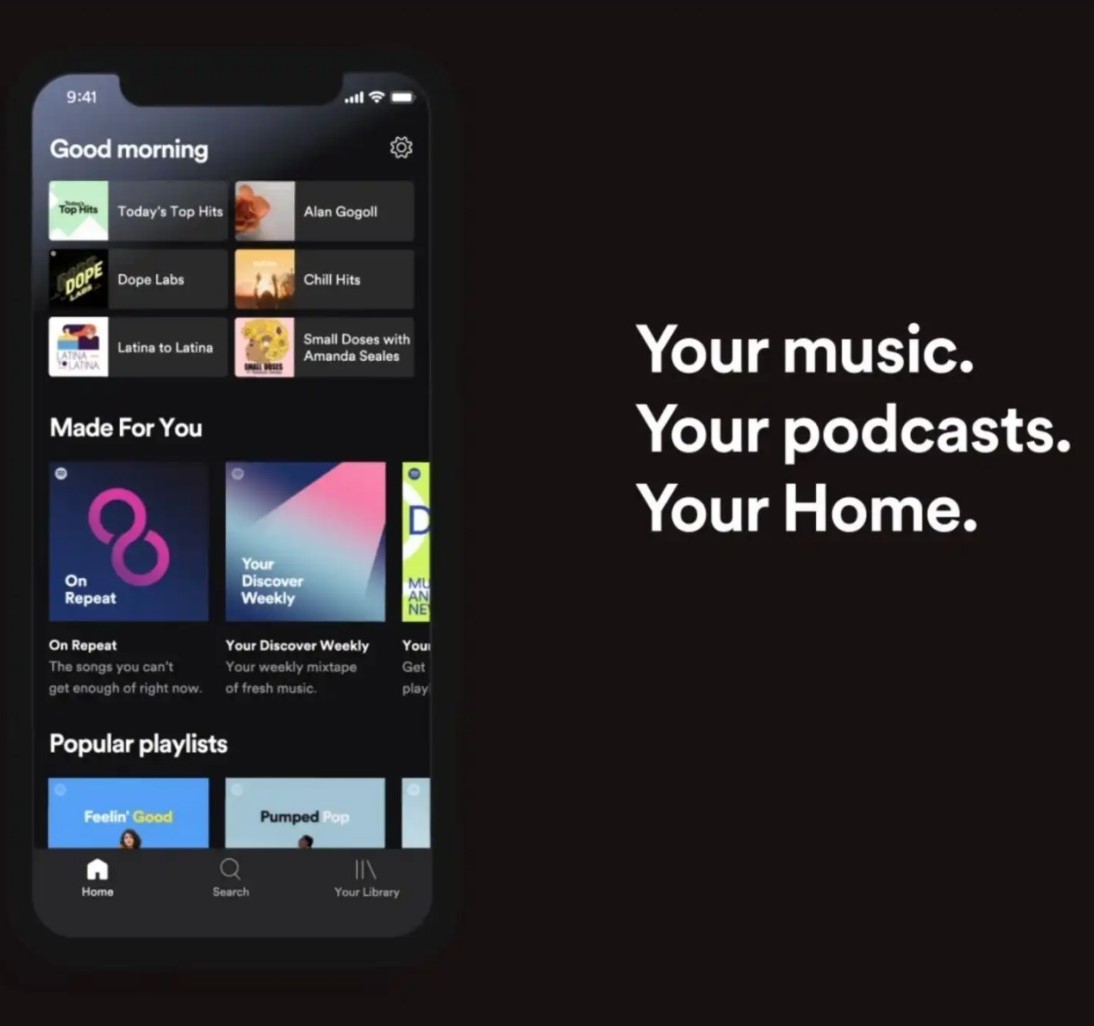 9:41
Good morning
Today's
Top Hits
Today's Top Hits
Alan Gogoll
DOPE
LABS
Dope Labs
Chill Hits
LATINA
TO LATINA
Latina to Latina
SMALL DOSES
Small Doses with
Amanda Seales
Made For You
On
Repeat
Your
Discover
Weekly
D
MU
AN
NE
On Repeat
The songs you can't
get enough of right now.
Your Discover Weekly
Your weekly mixtape
of fresh music.
You
Get
play
Popular playlists
Feelin' Good
Pumped Pop
Home
Search
Your Library
Your music.
Your podcasts.
Your Home.